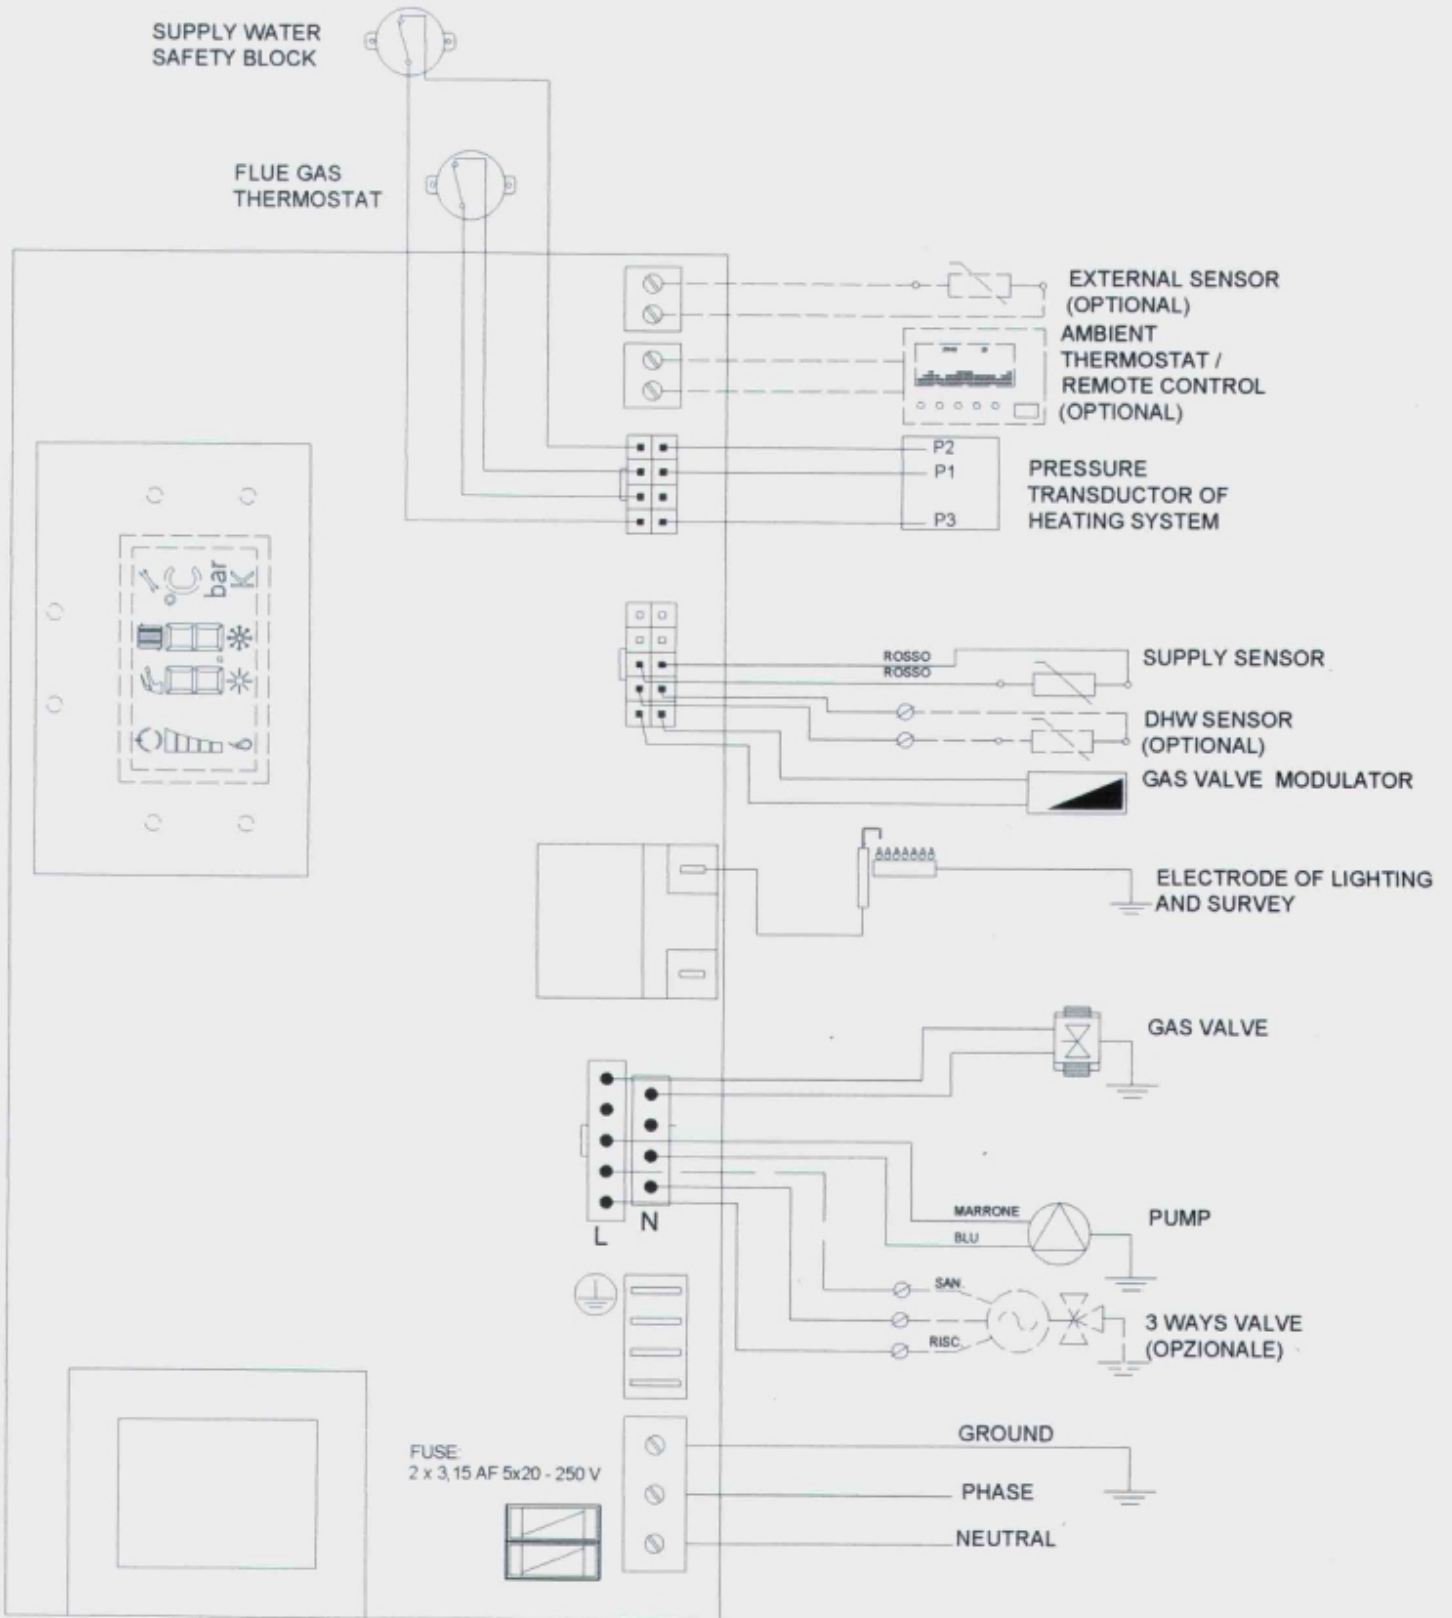 SUPPLY WATER
SAFETY BLOCK
FLUE GAS
THERMOSTAT
EXTERNAL SENSOR
(OPTIONAL)
AMBIENT
THERMOSTAT /
REMOTE CONTROL
(OPTIONAL)
P2
P1
P3
PRESSURE
TRANSDUCTOR OF
HEATING SYSTEM
°C
bar
K
ROSSO
ROSSO
SUPPLY SENSOR
DHW SENSOR
(OPTIONAL)
GAS VALVE MODULATOR
ELECTRODE OF LIGHTING
AND SURVEY
GAS VALVE
L
N
MARRONE
BLU
PUMP
SAN.
RISC.
3 WAYS VALVE
(OPZIONALE)
FUSE:
2 x 3,15 AF 5x20 - 250 V
GROUND
PHASE
NEUTRAL